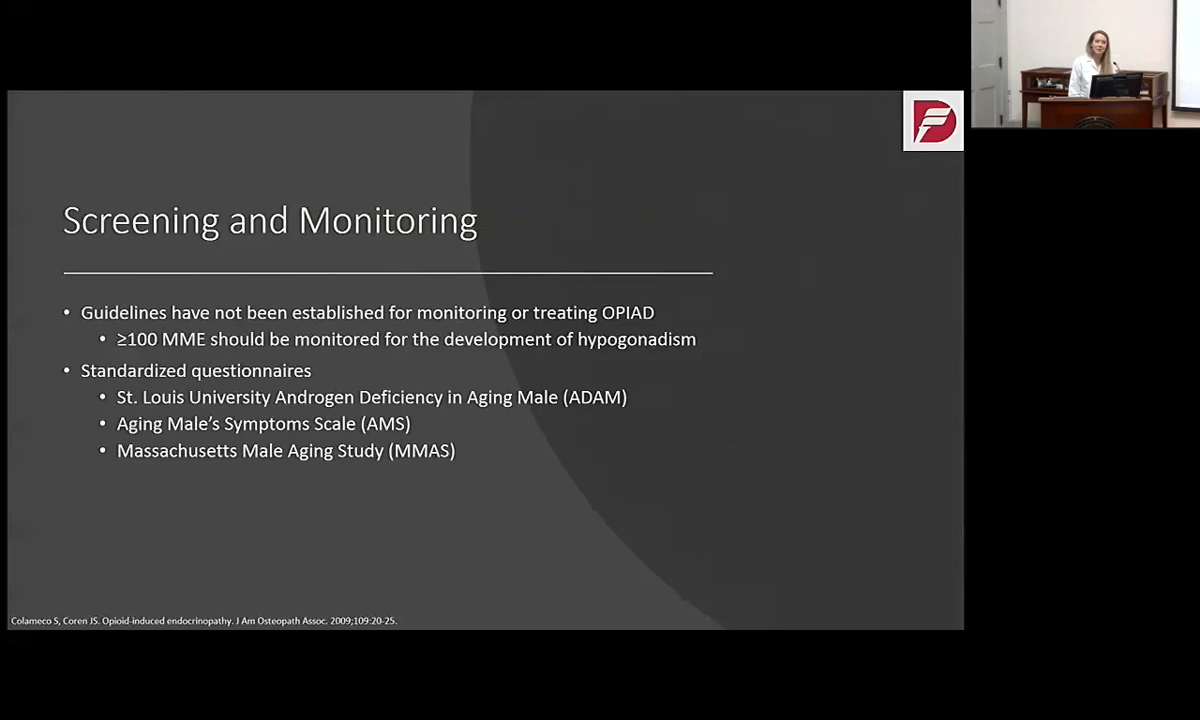 Screening and Monitoring
• Guidelines have not been established for monitoring or treating OPIAD
• ≥100 MME should be monitored for the development of hypogonadism
• Standardized questionnaires
• St. Louis University Androgen Deficiency in Aging Male (ADAM)
• Aging Male’s Symptoms Scale (AMS)
• Massachusetts Male Aging Study (MMAS)
Colameco S, Coren JS. Opioid-induced endocrinopathy. J Am Osteopath Assoc. 2009;109:20-25.